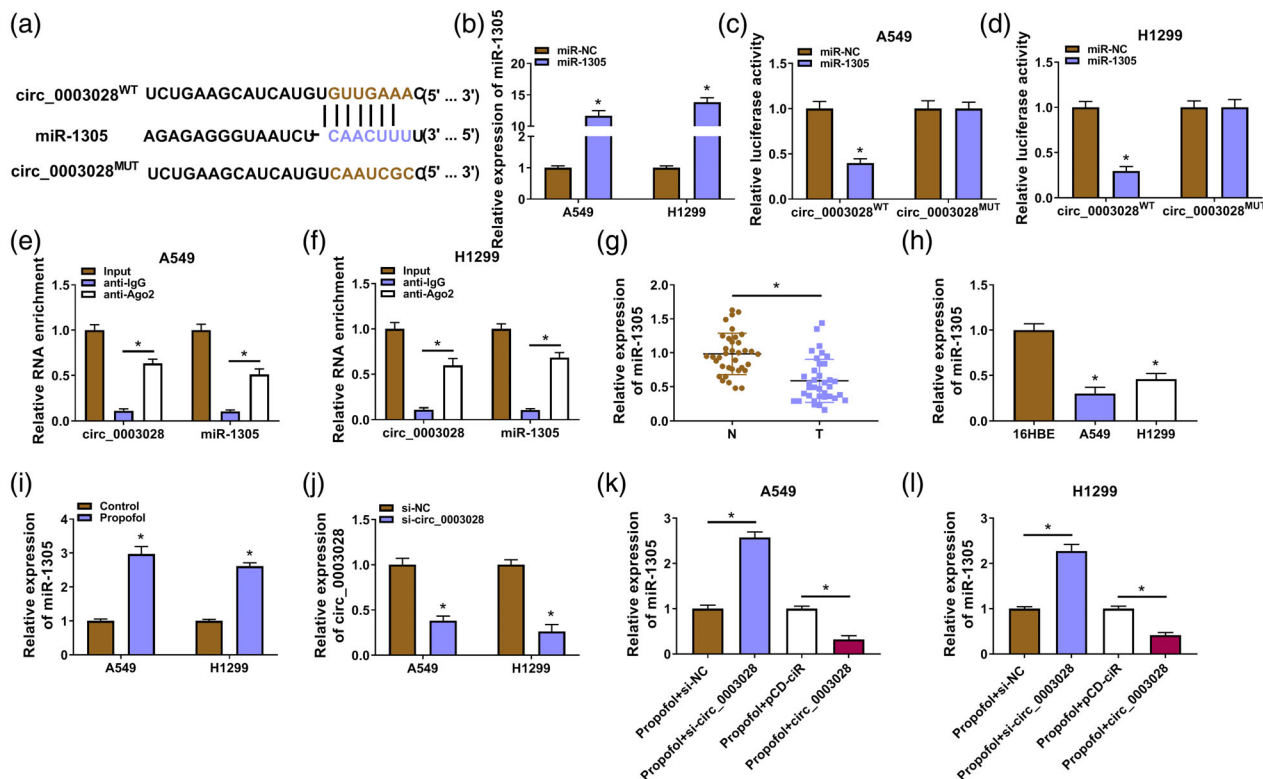 (a)
circ_0003028WT UCUGAAGCAUCAUGUGUUGAAAC(5' ... 3')
miR-1305 AGAGAGGGUAAUCU-CAACUUUU(3' ... 5')
circ_0003028MUT UCUGAAGCAUCAUGUCAAUCGCC(5' ... 3')
(b)
Relative expression of miR-1305
miR-NC
miR-1305
20
15
10
2
1
0
*
*
A549
H1299
(c)
A549
Relative luciferase activity
miR-NC
miR-1305
1.5
1.0
0.5
0.0
*
circ_0003028WT
circ_0003028MUT
(d)
H1299
Relative luciferase activity
miR-NC
miR-1305
1.5
1.0
0.5
0.0
*
circ_0003028WT
circ_0003028MUT
(e)
A549
Relative RNA enrichment
Input
anti-IgG
anti-Ago2
1.5
1.0
0.5
0.0
*
*
circ_0003028
miR-1305
(f)
H1299
Relative RNA enrichment
Input
anti-IgG
anti-Ago2
1.5
1.0
0.5
0.0
*
*
circ_0003028
miR-1305
(g)
Relative expression
of miR-1305
2.0
1.5
1.0
0.5
0.0
*
N
T
(h)
Relative expression
of miR-1305
1.5
1.0
0.5
0.0
*
*
16HBE
A549
H1299
(i)
Relative expression
of miR-1305
Control
Propofol
4
3
2
1
0
*
*
A549
H1299
(j)
Relative expression
of circ_0003028
si-NC
si-circ_0003028
1.5
1.0
0.5
0.0
*
*
A549
H1299
(k)
A549
Relative expression
of miR-1305
3
2
1
0
*
*
Propofol+si-NC
Propofol+si-circ_0003028
Propofol+pCD-ciR
Propofol+circ_0003028
(l)
H1299
Relative expression
of miR-1305
3
2
1
0
*
*
Propofol+si-NC
Propofol+si-circ_0003028
Propofol+pCD-ciR
Propofol+circ_0003028